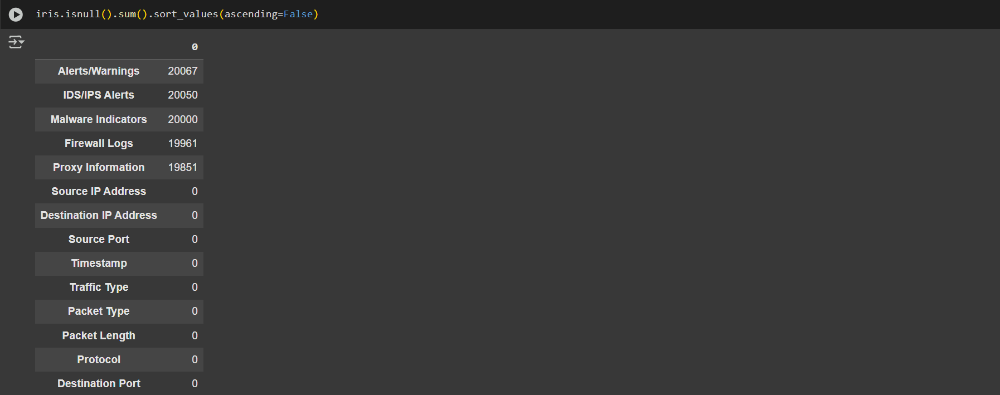 iris.isnull().sum().sort_values(ascending=False)
0
Alerts/Warnings 20067
IDS/IPS Alerts 20050
Malware Indicators 20000
Firewall Logs 19961
Proxy Information 19851
Source IP Address 0
Destination IP Address 0
Source Port 0
Timestamp 0
Traffic Type 0
Packet Type 0
Packet Length 0
Protocol 0
Destination Port 0